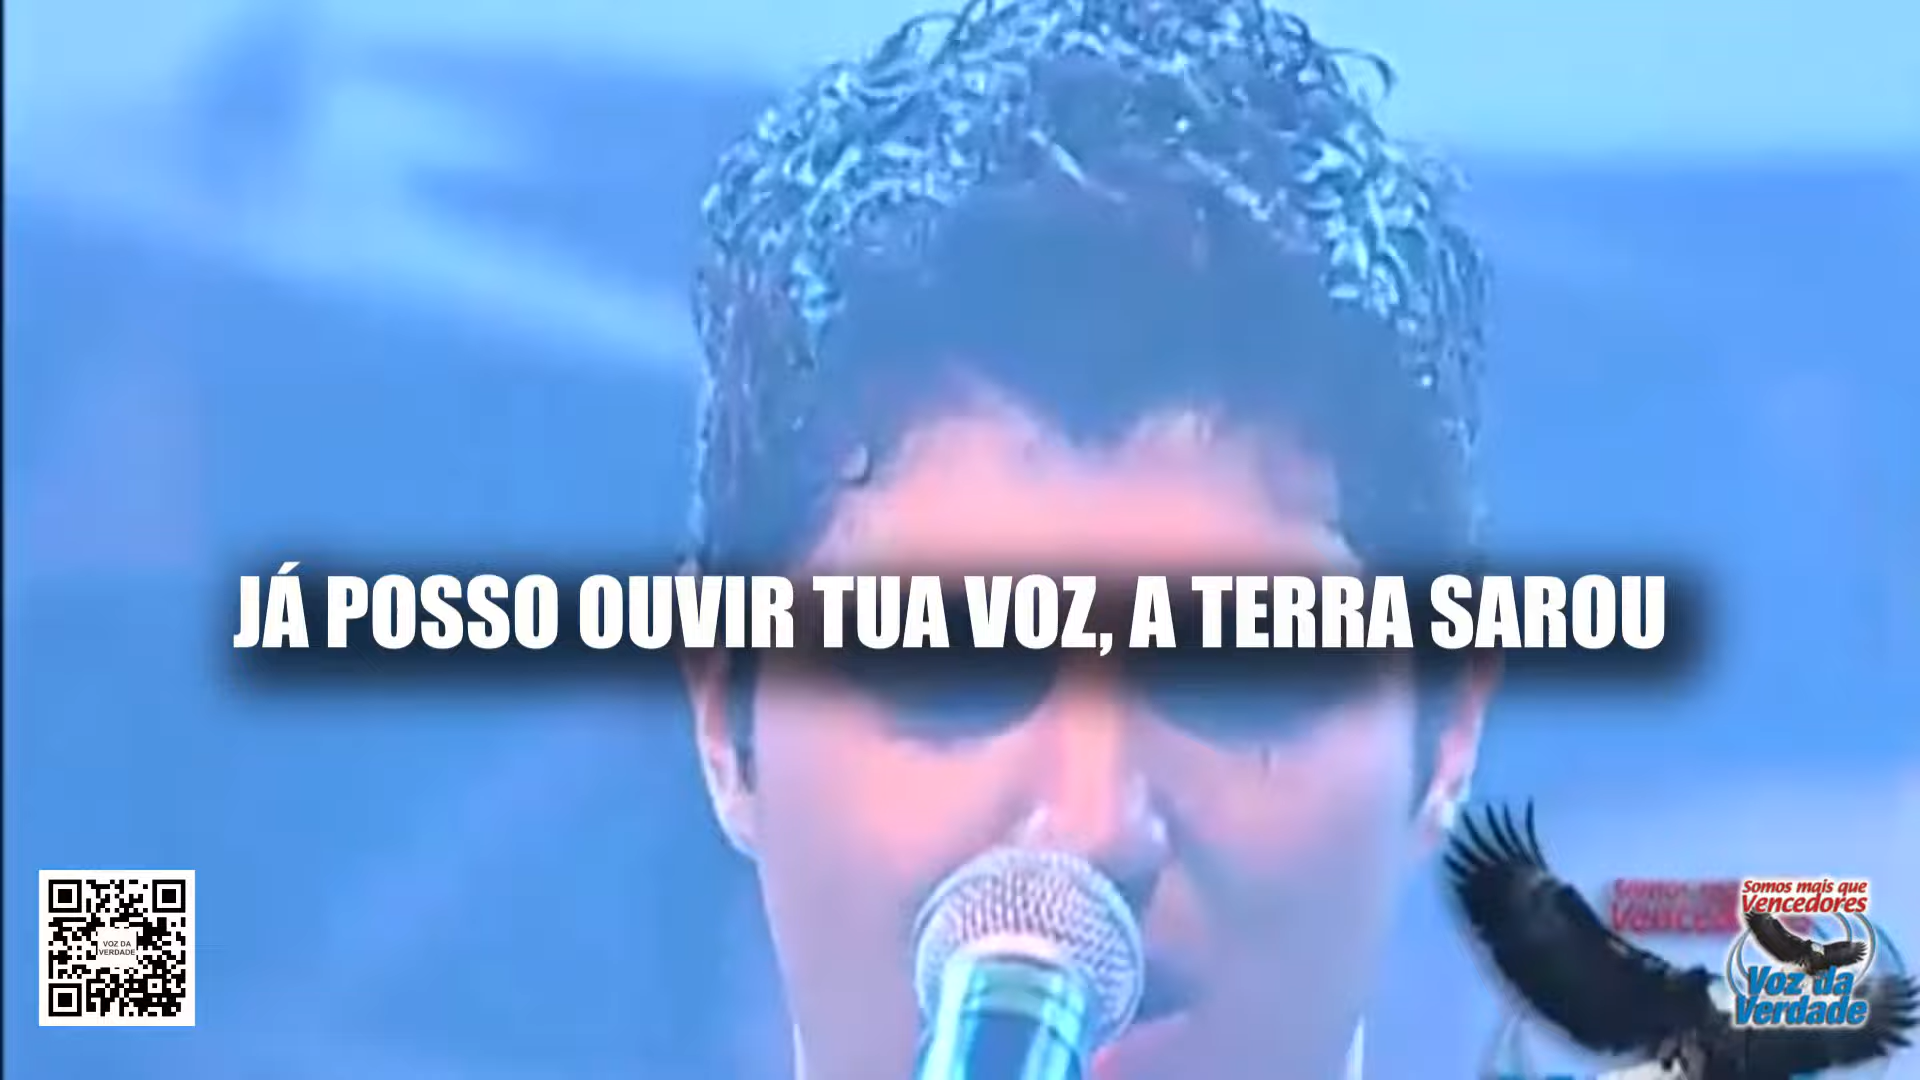 JÁ POSSO OUVIR TUA VOZ, A TERRA SAROU
VOZ DA
VERDADE
Somos mais que
Vencedores
Voz da
Verdade